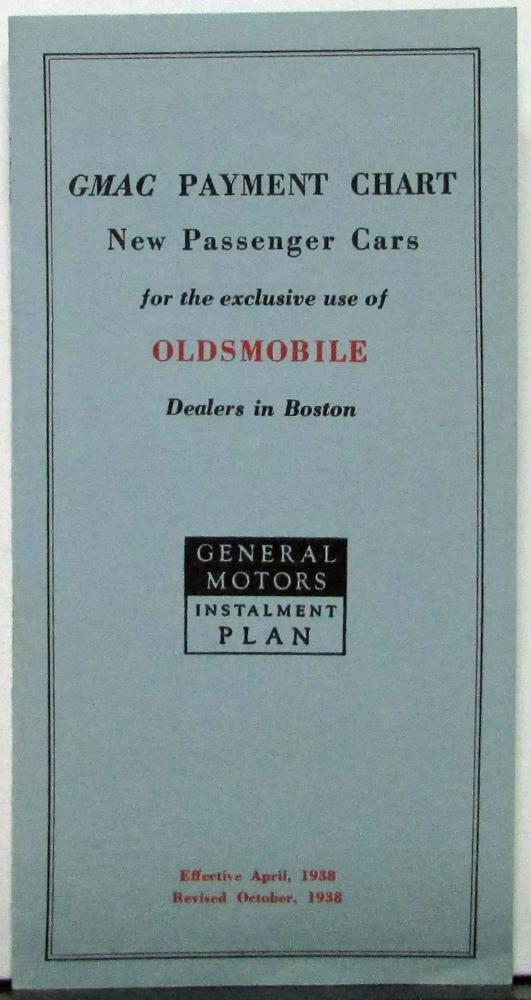 GMAC PAYMENT CHART
New Passenger Cars
for the exclusive use of
OLDSMOBILE
Dealers in Boston
GENERAL
MOTORS
INSTALMENT
PLAN
Effective April, 1938
Revised October, 1938